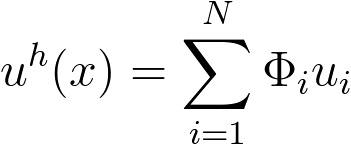 u^h(x) = \sum_{i=1}^{N} \Phi_i u_i